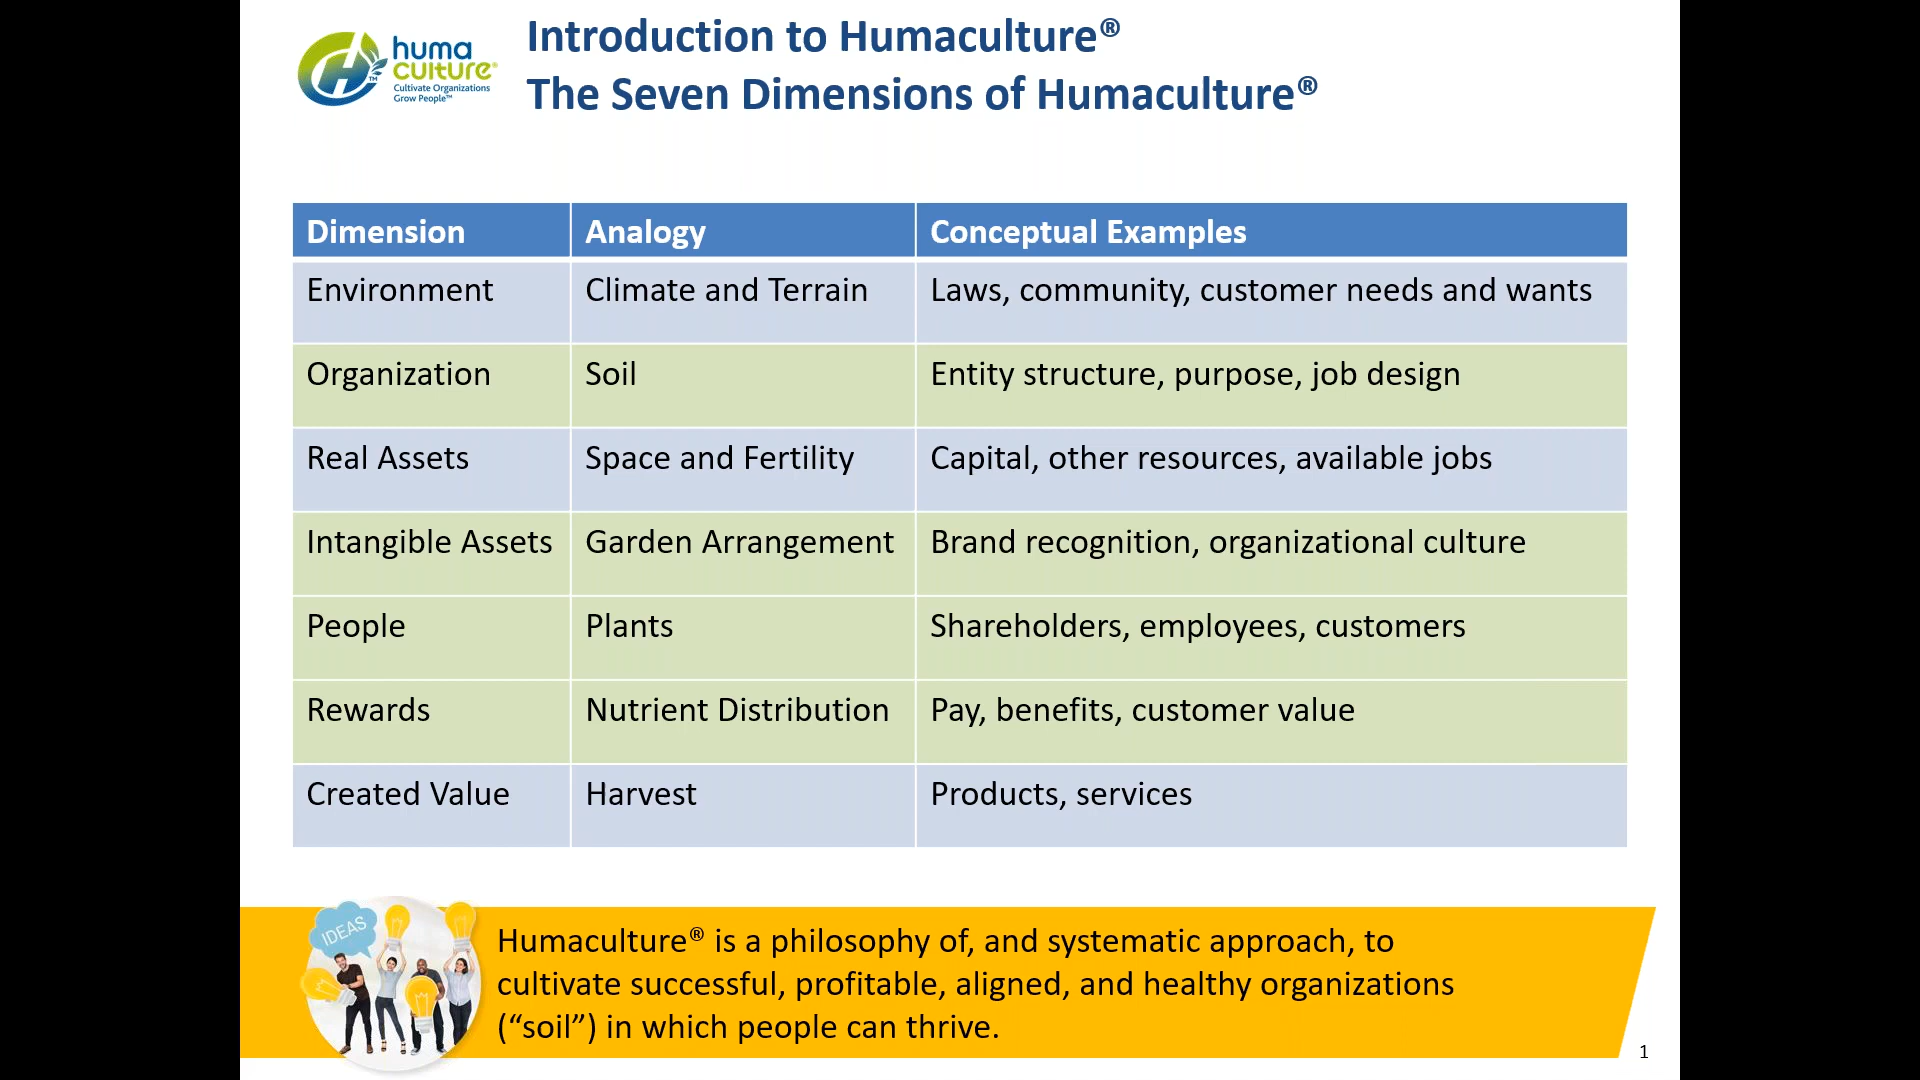 huma
culture®
Cultivate Organizations
Grow People™
Introduction to Humaculture®
The Seven Dimensions of Humaculture®
Dimension Analogy Conceptual Examples
Environment Climate and Terrain Laws, community, customer needs and wants
Organization Soil Entity structure, purpose, job design
Real Assets Space and Fertility Capital, other resources, available jobs
Intangible Assets Garden Arrangement Brand recognition, organizational culture
People Plants Shareholders, employees, customers
Rewards Nutrient Distribution Pay, benefits, customer value
Created Value Harvest Products, services
IDEAS
Humaculture® is a philosophy of, and systematic approach, to
cultivate successful, profitable, aligned, and healthy organizations
(“soil”) in which people can thrive.
1